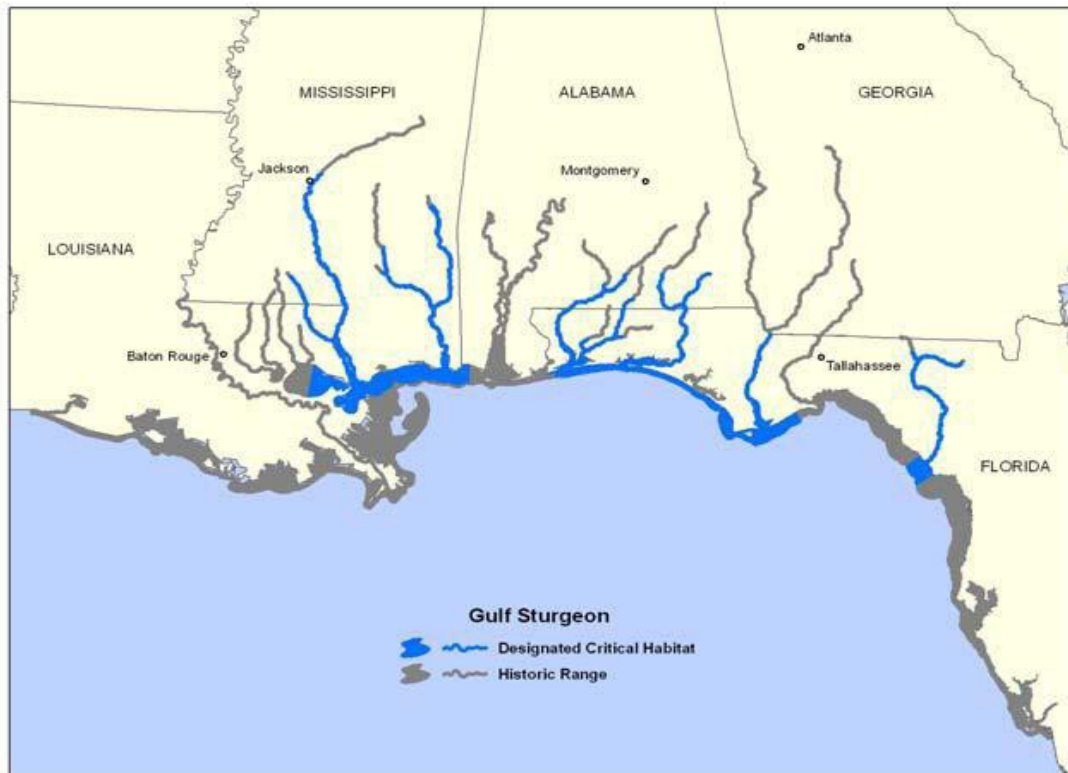 Atlanta
MISSISSIPPI
ALABAMA
GEORGIA
Jackson
Montgomery
LOUISIANA
Baton Rouge
Tallahassee
FLORIDA
Gulf Sturgeon
Designated Critical Habitat
Historic Range